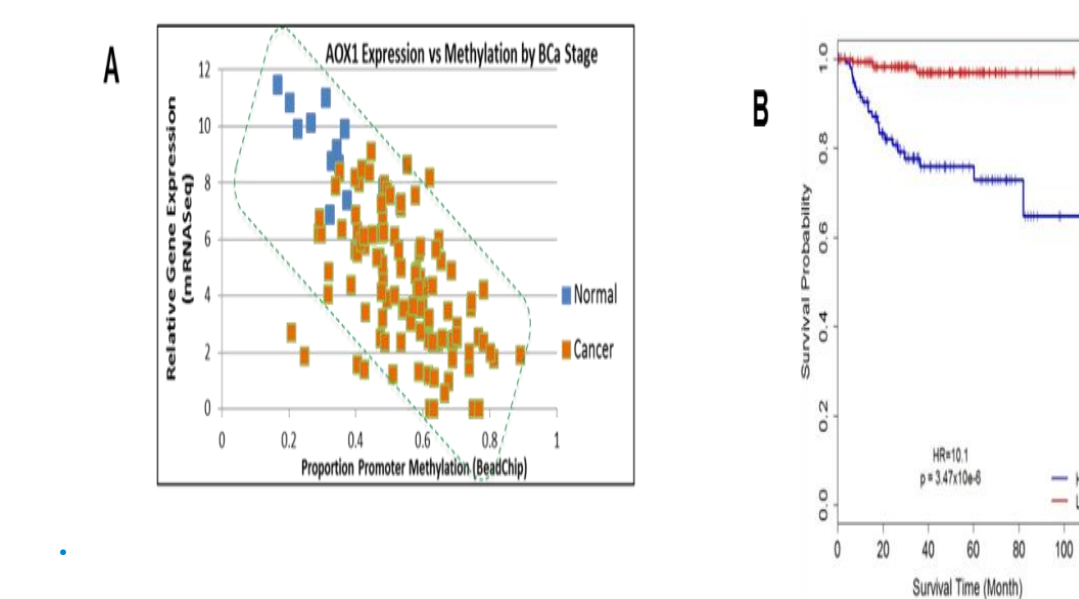 A
AOX1 Expression vs Methylation by BCa Stage
Relative Gene Expression
(mRNASeq)
12
10
8
6
4
2
0
0 0.2 0.4 0.6 0.8 1
Proportion Promoter Methylation (BeadChip)
Normal
Cancer
B
Survival Probability
1.0
0.8
0.6
0.4
0.2
0.0
HR=10.1
p = 3.47x10e-6
0 20 40 60 80 100
Survival Time (Month)